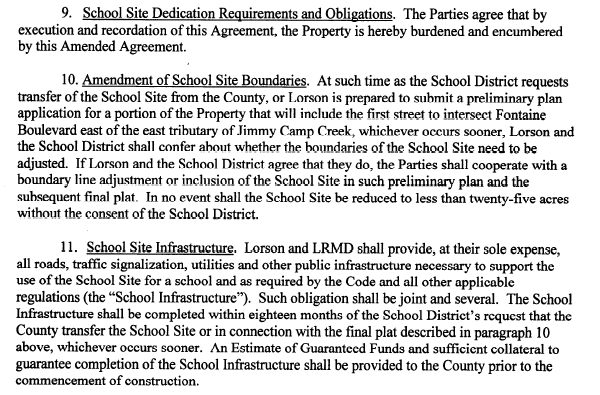 9. School Site Dedication Requirements and Obligations. The Parties agree that by
execution and recordation of this Agreement, the Property is hereby burdened and encumbered
by this Amended Agreement.
10. Amendment of School Site Boundaries. At such time as the School District requests
transfer of the School Site from the County, or Lorson is prepared to submit a preliminary plan
application for a portion of the Property that will include the first street to intersect Fontaine
Boulevard east of the east tributary of Jimmy Camp Creek, whichever occurs sooner, Lorson and
the School District shall confer about whether the boundaries of the School Site need to be
adjusted. If Lorson and the School District agree that they do, the Parties shall cooperate with a
boundary line adjustment or inclusion of the School Site in such preliminary plan and the
subsequent final plat. In no event shall the School Site be reduced to less than twenty-five acres
without the consent of the School District.
11. School Site Infrastructure. Lorson and LRMD shall provide, at their sole expense,
all roads, traffic signalization, utilities and other public infrastructure necessary to support the
use of the School Site for a school and as required by the Code and all other applicable
regulations (the “School Infrastructure”). Such obligation shall be joint and several. The School
Infrastructure shall be completed within eighteen months of the School District's request that the
County transfer the School Site or in connection with the final plat described in paragraph 10
above, whichever occurs sooner. An Estimate of Guaranteed Funds and sufficient collateral to
guarantee completion of the School Infrastructure shall be provided to the County prior to the
commencement of construction.